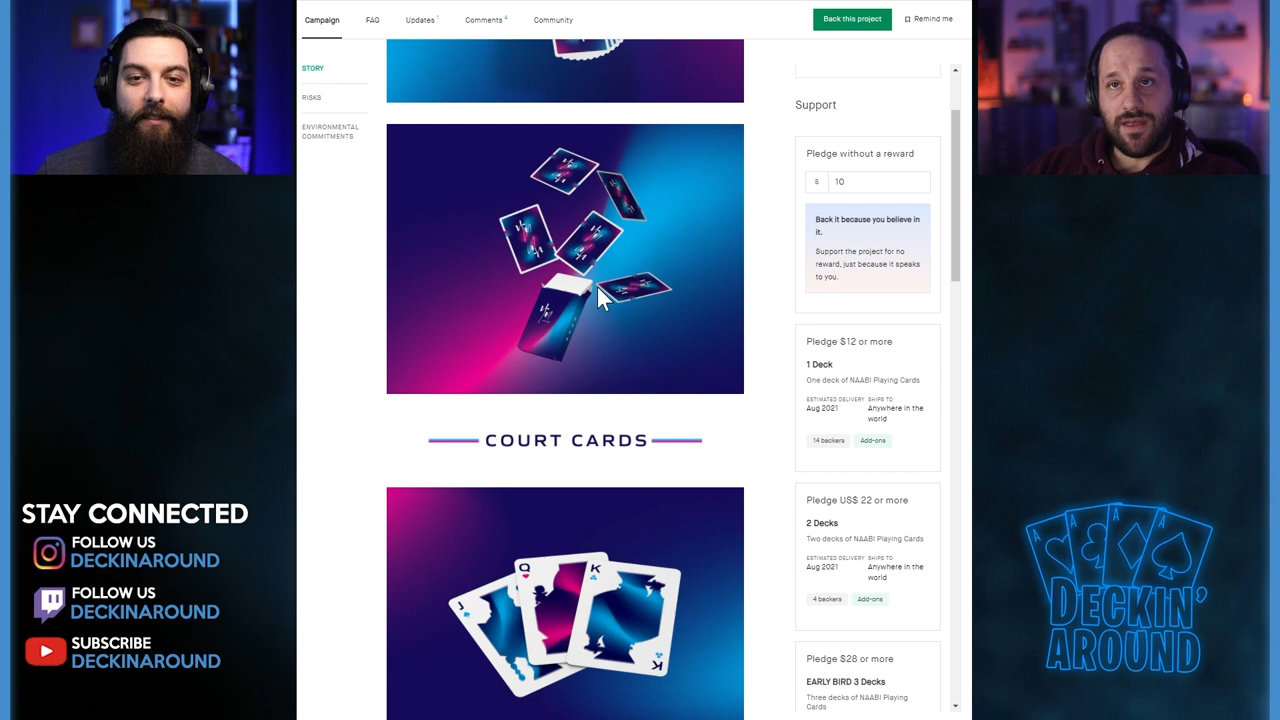 Campaign
FAQ
Updates 1
Comments 4
Community
Back this project
Remind me
STORY
RISKS
ENVIRONMENTAL
COMMITMENTS
Support
Pledge without a reward
$ 10
Back it because you believe in
it.
Support the project for no
reward, just because it speaks
to you.
COURT CARDS
J
Q
K
K
Pledge $12 or more
1 Deck
One deck of NAABI Playing Cards
ESTIMATED DELIVERY
Aug 2021
SHIPS TO
Anywhere in the
world
14 backers
Add-ons
Pledge US$ 22 or more
2 Decks
Two decks of NAABI Playing Cards
ESTIMATED DELIVERY
Aug 2021
SHIPS TO
Anywhere in the
world
4 backers
Add-ons
Pledge $28 or more
EARLY BIRD 3 Decks
Three decks of NAABI Playing
Cards
STAY CONNECTED
FOLLOW US
DECKINAROUND
FOLLOW US
DECKINAROUND
SUBSCRIBE
DECKINAROUND
A
A
A
A
DECKIN'
AROUND